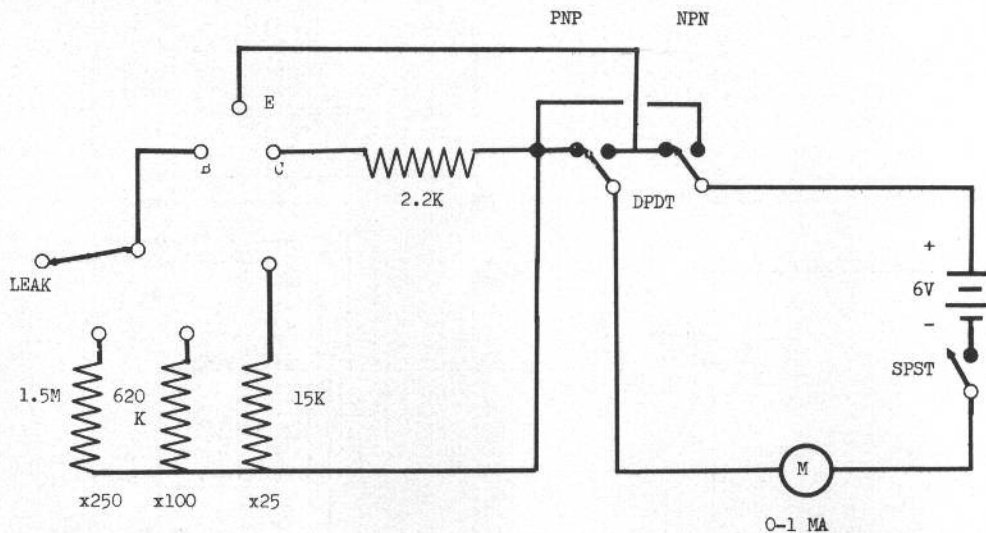 PNP NPN
E
B C
2.2K
DPDT
LEAK
+
6V
-
SPST
1.5M 620 K 15K
M
x250 x100 x25
0-1 MA